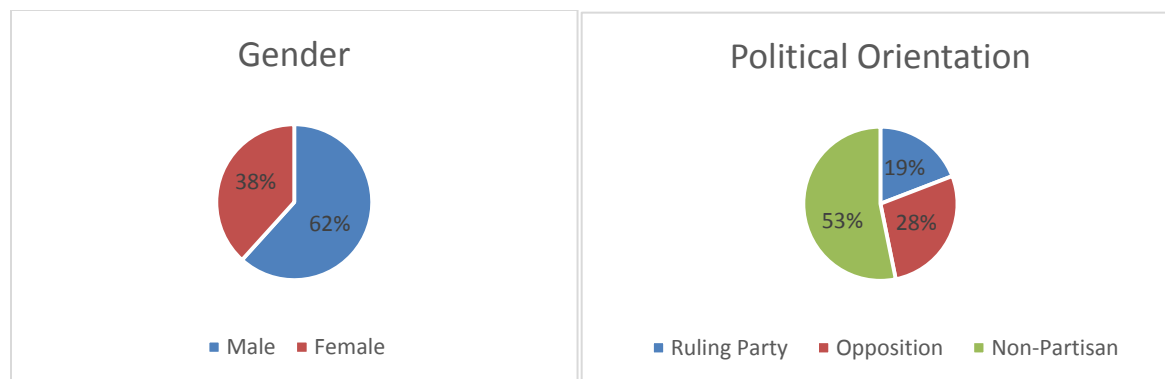 Gender
38%
62%
Male Female
Political Orientation
19%
53%
28%
Ruling Party Opposition Non-Partisan